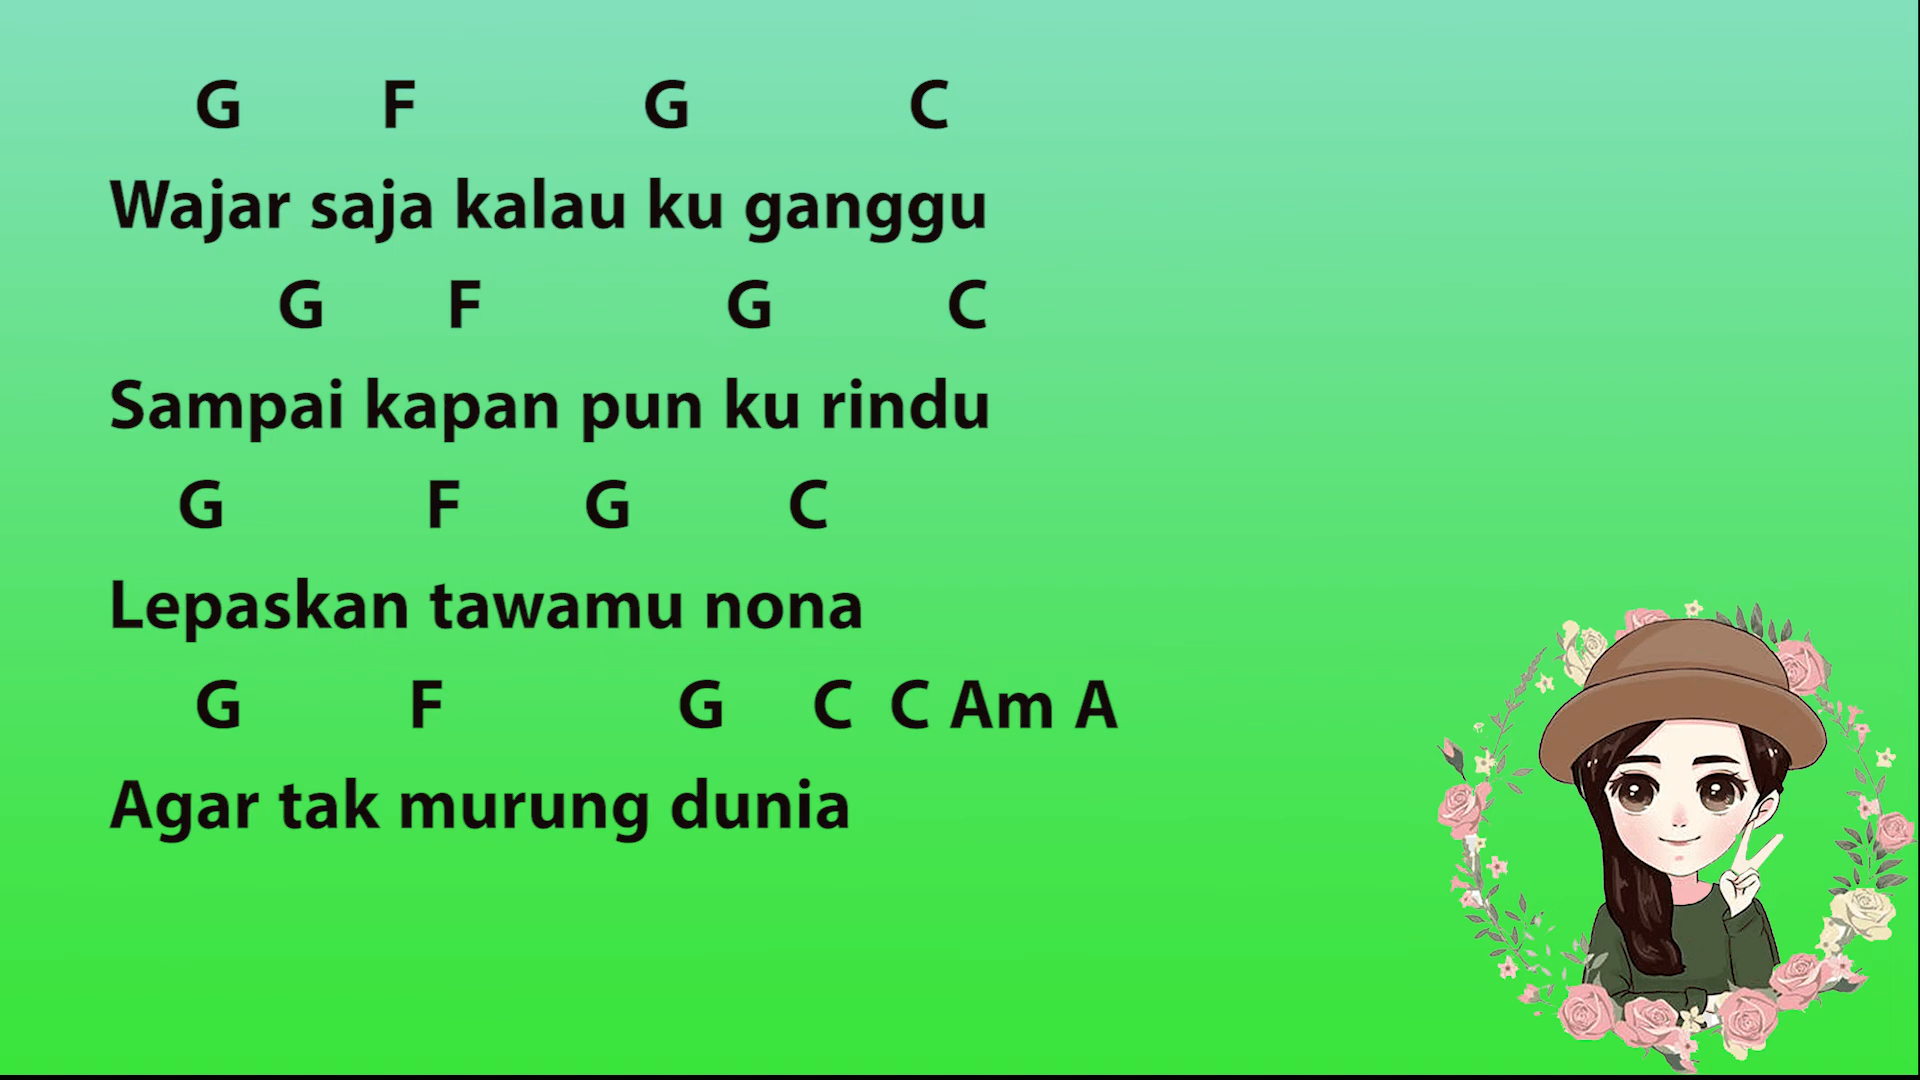 G F G C
Wajar saja kalau ku ganggu
G F G C
Sampai kapan pun ku rindu
G F G C
Lepaskan tawamu nona
G F G C C Am A
Agar tak murung dunia